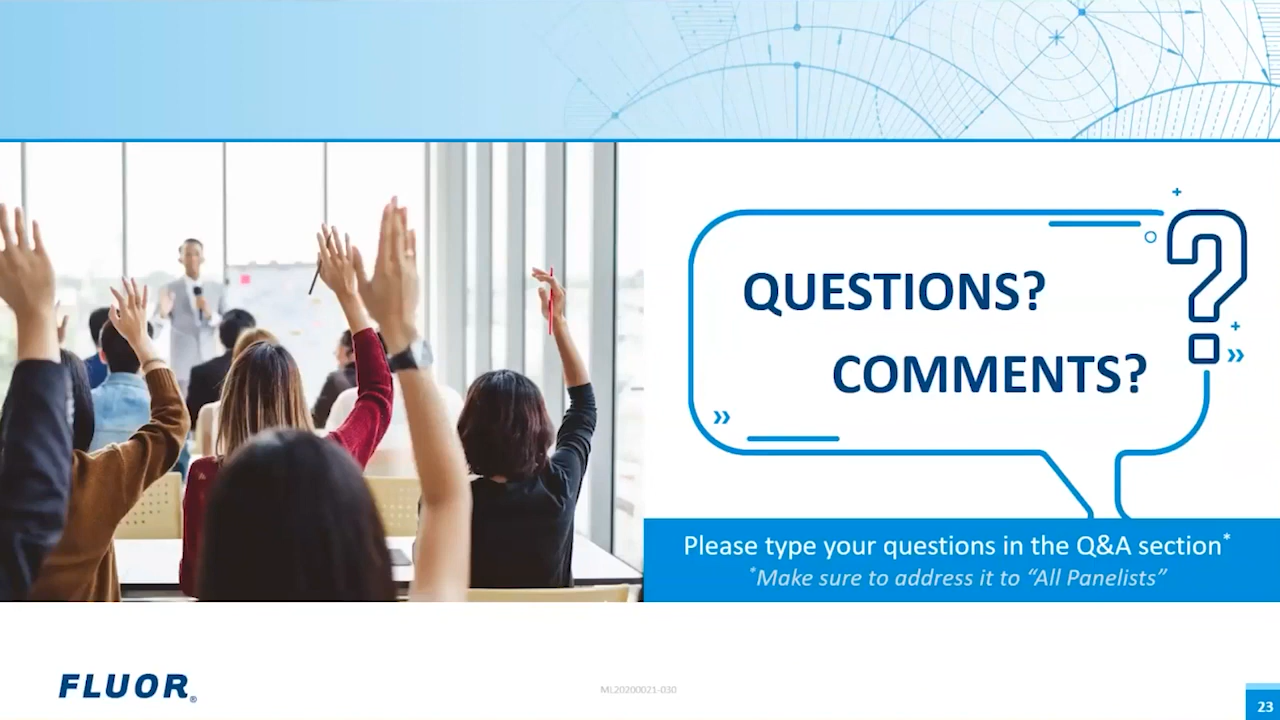 QUESTIONS?
COMMENTS?
Please type your questions in the Q&A section*
*Make sure to address it to “All Panelists”
FLUOR®
ML20200021-030
23